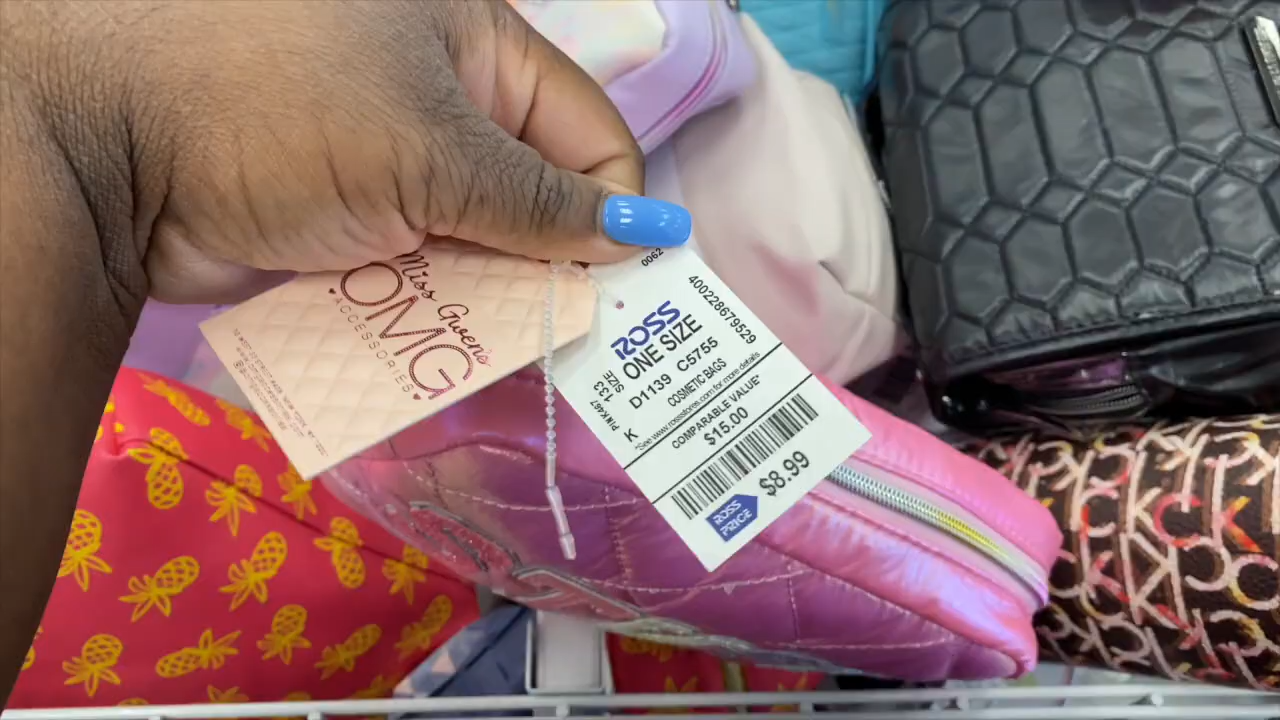 Miss Gwen's
OMG
ACCESSORIES
0062
400228679529
ROSS
ONE SIZE
SIZE
133
PINK467
D1139 C5755
COSMETIC BAGS
K
*See www.rossstores.com for more details
COMPARABLE VALUE*
$15.00
$8.99
ROSS
PRICE